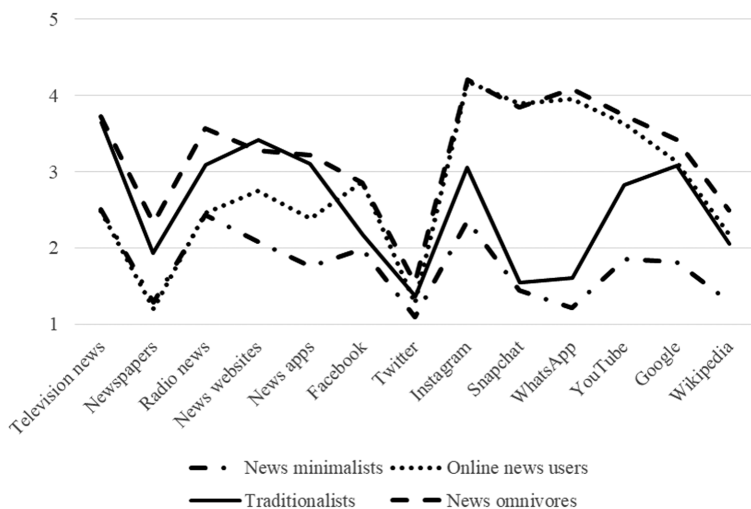 5
4
3
2
1
Television news
Newspapers
Radio news
News websites
News apps
Facebook
Twitter
Instagram
Snapchat
WhatsApp
YouTube
Google
Wikipedia
News minimalists
Online news users
Traditionalists
News omnivores